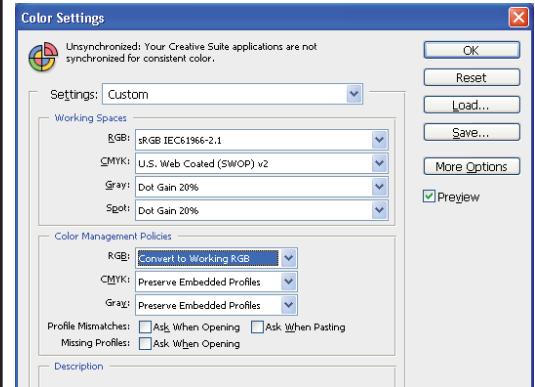 Color Settings
Unsynchronized: Your Creative Suite applications are not
synchronized for consistent color.
Settings: Custom
Working Spaces
RGB: sRGB IEC61966-2.1
CMYK: U.S. Web Coated (SWOP) v2
Gray: Dot Gain 20%
Spot: Dot Gain 20%
Color Management Policies
RGB: Convert to Working RGB
CMYK: Preserve Embedded Profiles
Gray: Preserve Embedded Profiles
Profile Mismatches: Ask When Opening Ask When Pasting
Missing Profiles: Ask When Opening
Description
OK
Reset
Load...
Save...
More Options
Preview